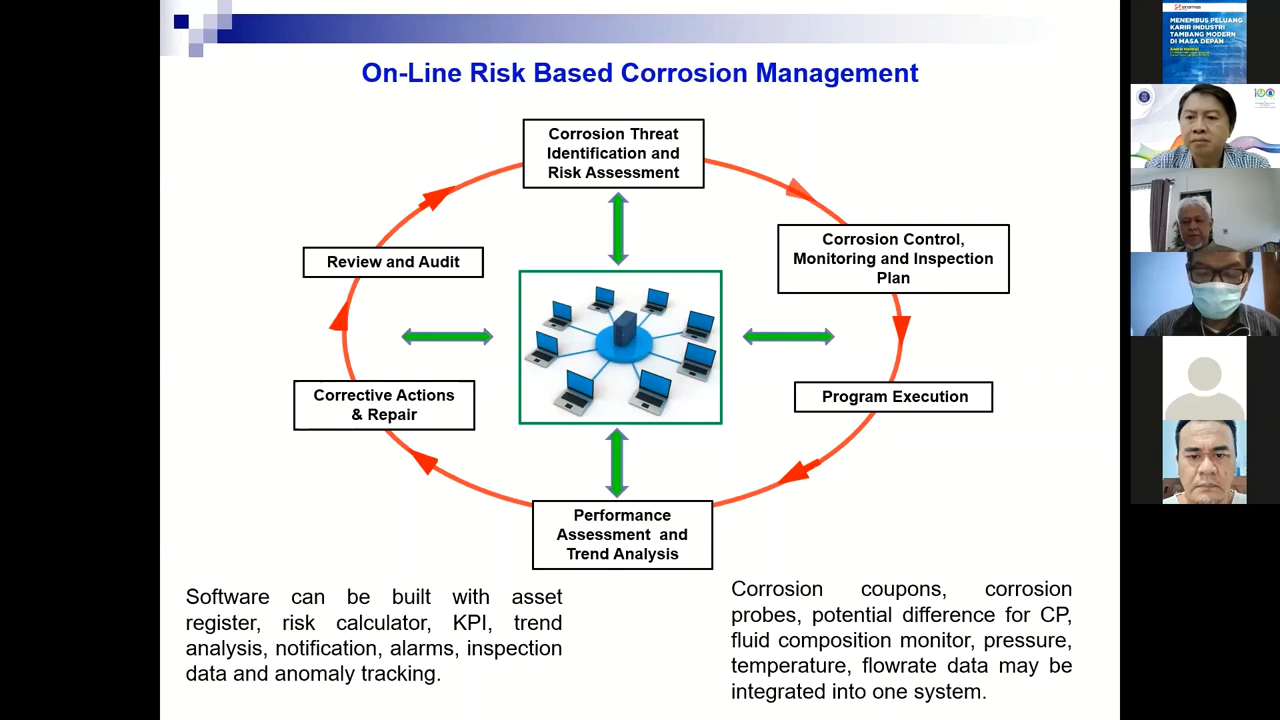 On-Line Risk Based Corrosion Management
Corrosion Threat
Identification and
Risk Assessment
Corrosion Control,
Monitoring and Inspection
Plan
Review and Audit
Corrective Actions
& Repair
Program Execution
Performance
Assessment and
Trend Analysis
Software can be built with asset
register, risk calculator, KPI, trend
analysis, notification, alarms, inspection
data and anomaly tracking.
Corrosion coupons, corrosion
probes, potential difference for CP,
fluid composition monitor, pressure,
temperature, flowrate data may be
integrated into one system.
sinarmas
MENEMBUS PELUANG
KARIR INDUSTRI
TAMBANG MODERN
DI MASA DEPAN
100